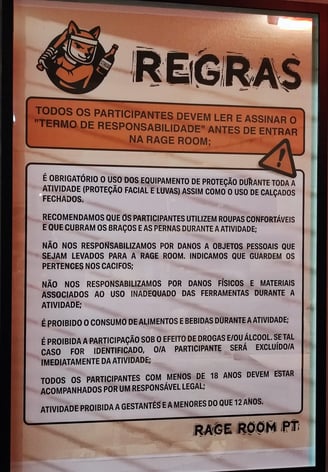 REGRAS
TODOS OS PARTICIPANTES DEVEM LER E ASSINAR O
"TERMO DE RESPONSABILIDADE" ANTES DE ENTRAR
NA RAGE ROOM;
É OBRIGATÓRIO O USO DOS EQUIPAMENTO DE PROTEÇÃO DURANTE TODA A
ATIVIDADE (PROTEÇÃO FACIAL E LUVAS) ASSIM COMO O USO DE CALÇADOS
FECHADOS.
RECOMENDAMOS QUE OS PARTICIPANTES UTILIZEM ROUPAS CONFORTÁVEIS
E QUE CUBRAM OS BRAÇOS E AS PERNAS DURANTE A ATIVIDADE;
NÃO NOS RESPONSABILIZAMOS POR DANOS A OBJETOS PESSOAIS QUE
SEJAM LEVADOS PARA A RAGE ROOM. INDICAMOS QUE GUARDEM OS
PERTENCES NOS CACIFOS;
NÃO NOS RESPONSABILIZAMOS POR DANOS FÍSICOS E MATERIAIS
ASSOCIADOS AO USO INADEQUADO DAS FERRAMENTAS DURANTE A
ATIVIDADE;
É PROIBIDO O CONSUMO DE ALIMENTOS E BEBIDAS DURANTE A ATIVIDADE;
É PROIBIDA A PARTICIPAÇÃO SOB O EFEITO DE DROGAS E/OU ÁLCOOL. SE TAL
CASO FOR IDENTIFICADO, O/A PARTICIPANTE SERÁ EXCLUÍDO/A
IMEDIATAMENTE DA ATIVIDADE;
TODOS OS PARTICIPANTES COM MENOS DE 18 ANOS DEVEM ESTAR
ACOMPANHADOS POR UM RESPONSÁVEL LEGAL;
ATIVIDADE PROIBIDA A GESTANTES E A MENORES DO QUE 12 ANOS.
RAGE ROOM PT